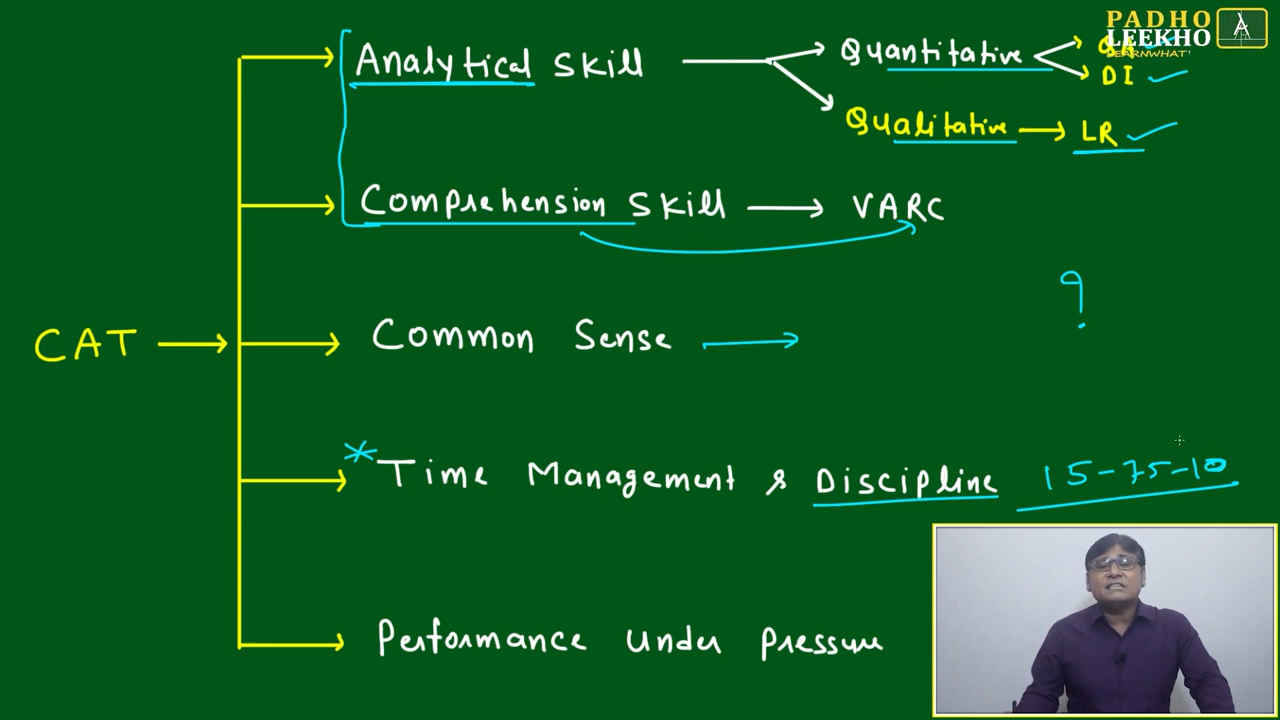 PADHO
LEEKHO
Analytical Skill
Quantitative
DI
Qualitative
LR
Comprehension Skill
VARC
?
CAT
Common Sense
*Time Management & Discipline 15-75-10
Performance under pressure